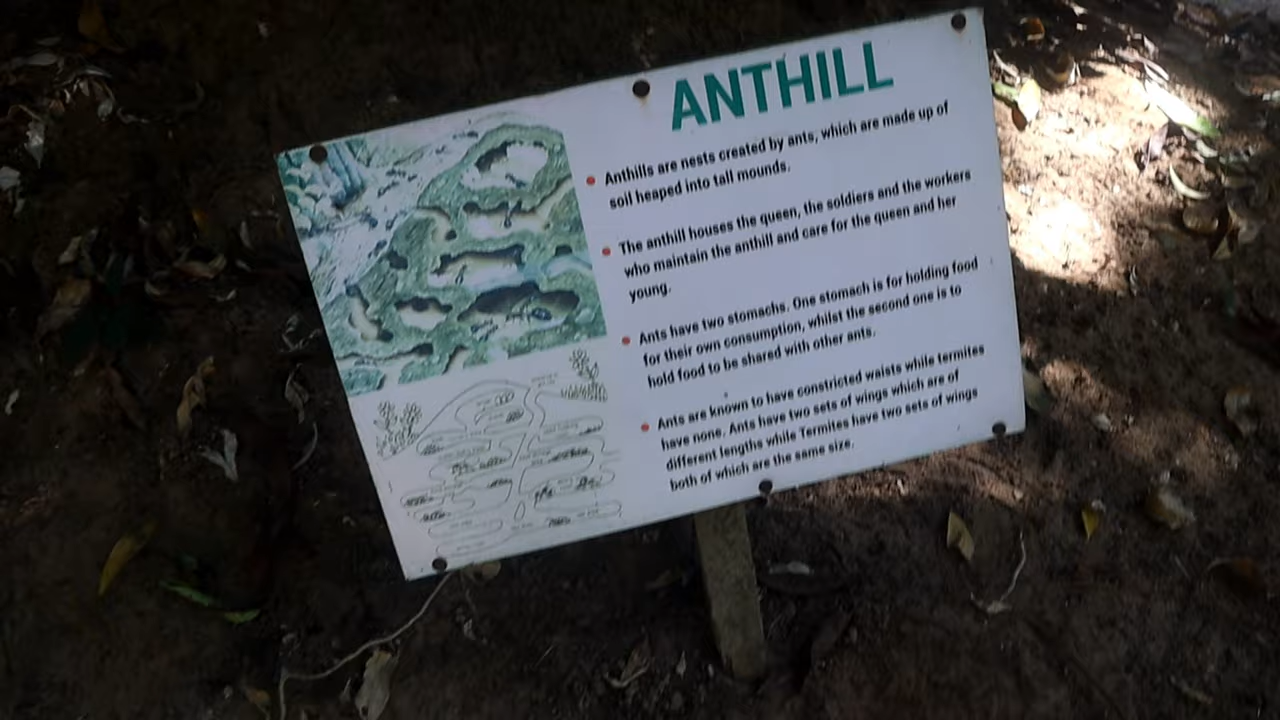 ANTHILL
Anthills are nests created by ants, which are made up of
soil heaped into tall mounds.
The anthill houses the queen, the soldiers and the workers
who maintain the anthill and care for the queen and her
young.
Ants have two stomachs. One stomach is for holding food
for their own consumption, whilst the second one is to
hold food to be shared with other ants.
Ants are known to have constricted waists while termites
have none. Ants have two sets of wings which are of
different lengths while Termites have two sets of wings
both of which are the same size.